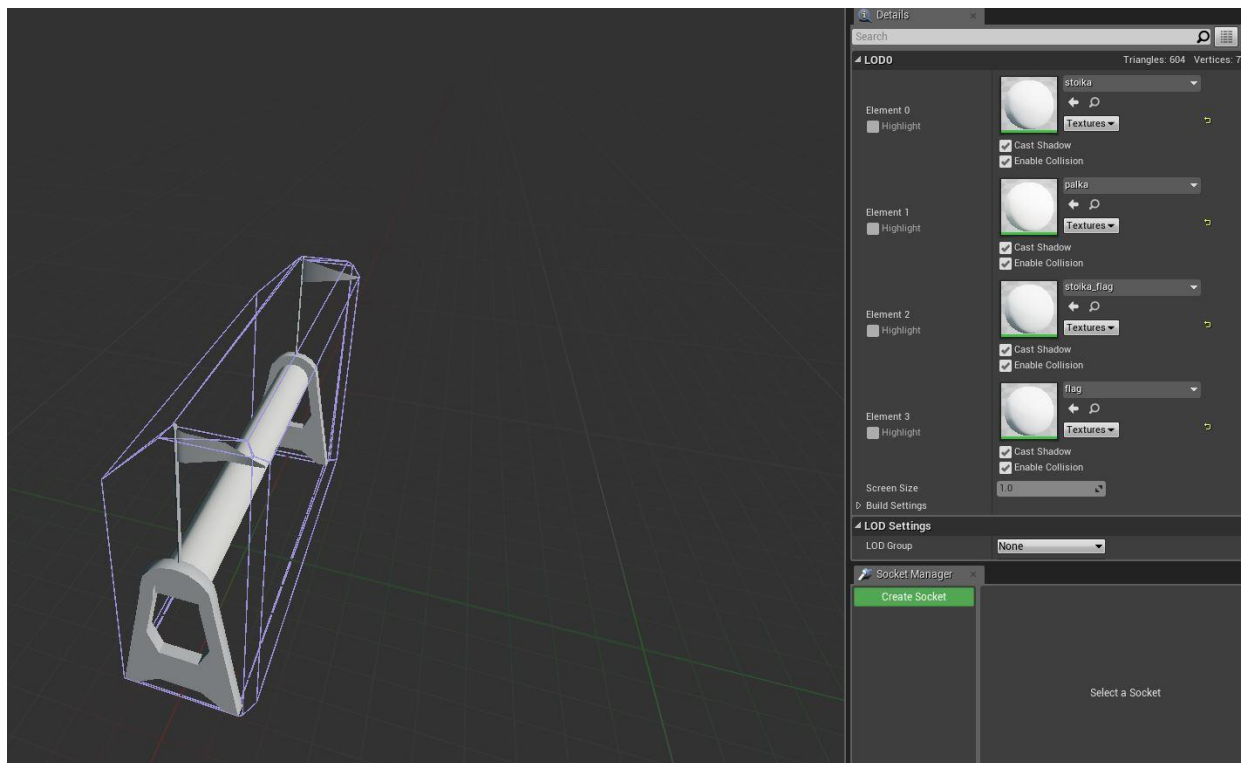 Details
Search
LOD0 Triangles: 604 Vertices: 7
stoika
Element 0
Highlight
Textures
Cast Shadow
Enable Collision
palka
Element 1
Highlight
Textures
Cast Shadow
Enable Collision
stoika_flag
Element 2
Highlight
Textures
Cast Shadow
Enable Collision
flag
Element 3
Highlight
Textures
Cast Shadow
Enable Collision
Screen Size 1.0
Build Settings
LOD Settings
LOD Group None
Socket Manager
Create Socket
Select a Socket